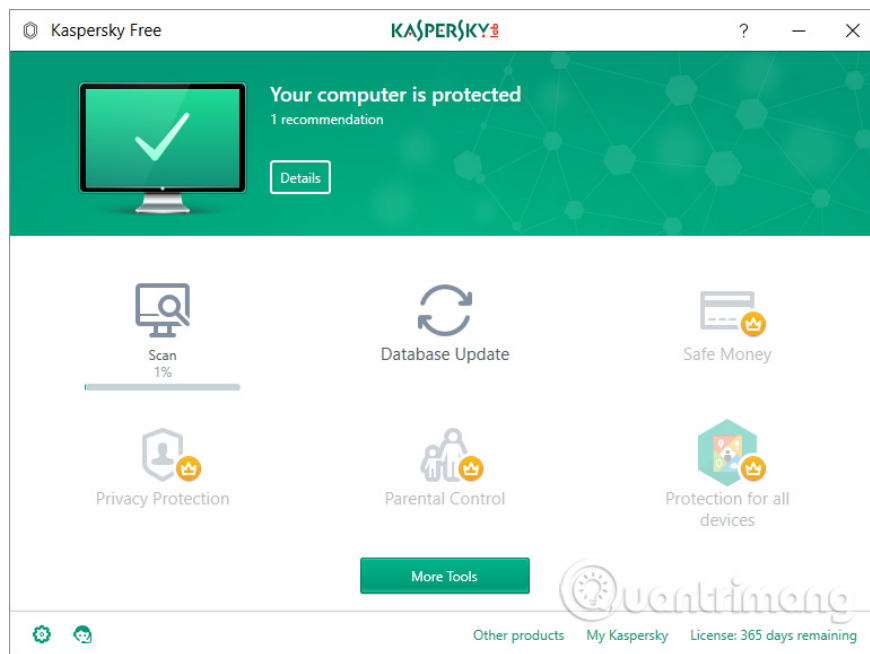 Kaspersky Free
KASPERSKY lab
?
Your computer is protected
1 recommendation
Details
Scan
1%
Database Update
Safe Money
Privacy Protection
Parental Control
Protection for all
devices
More Tools
Quantrimang
Other products
My Kaspersky
License: 365 days remaining